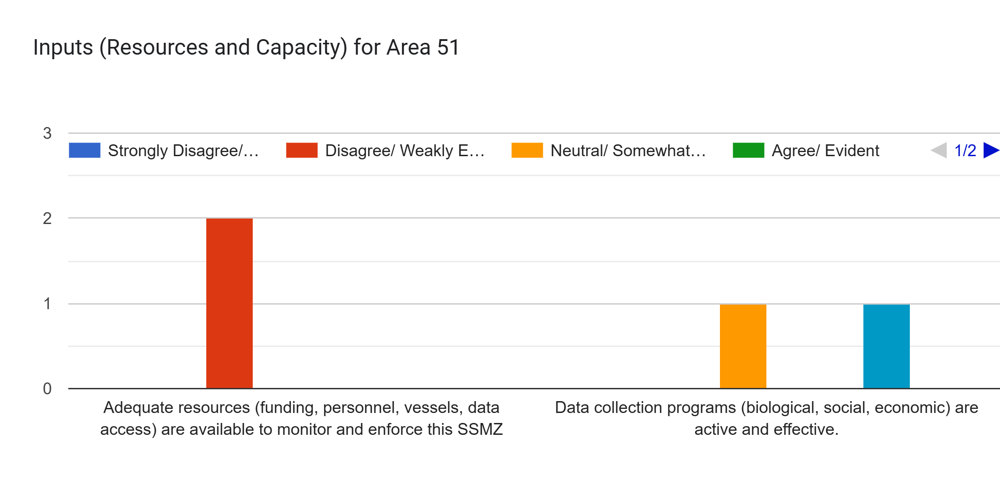 Inputs (Resources and Capacity) for Area 51
3
Strongly Disagree/…
Disagree/ Weakly E…
Neutral/ Somewhat…
Agree/ Evident
1/2
2
1
0
Adequate resources (funding, personnel, vessels, data
access) are available to monitor and enforce this SSMZ
Data collection programs (biological, social, economic) are
active and effective.